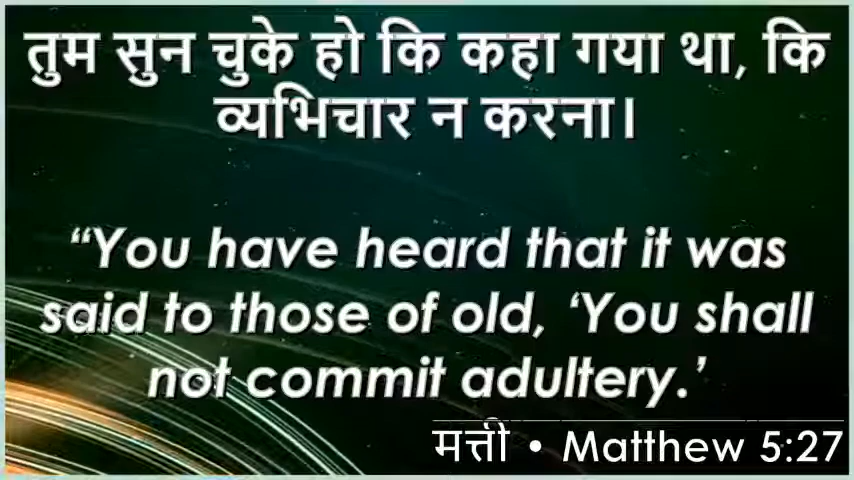 तुम सुन चुके हो कि कहा गया था, कि
व्यभिचार न करना।
“You have heard that it was
said to those of old, ‘You shall
not commit adultery.’
मत्ती • Matthew 5:27